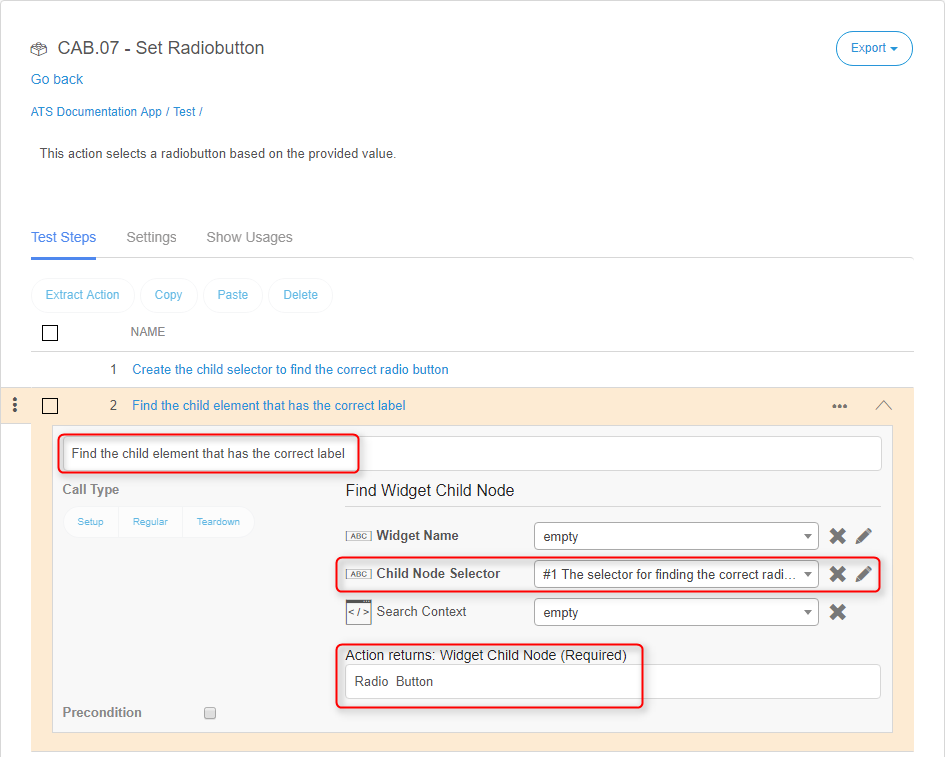 CAB.07 - Set Radiobutton
Export
Go back
ATS Documentation App / Test /
This action selects a radiobutton based on the provided value.
Test Steps Settings Show Usages
Extract Action Copy Paste Delete
NAME
1 Create the child selector to find the correct radio button
2 Find the child element that has the correct label
Find the child element that has the correct label
Call Type
Setup Regular Teardown
Find Widget Child Node
ABC Widget Name empty
ABC Child Node Selector #1 The selector for finding the correct radi...
</> Search Context empty
Action returns: Widget Child Node (Required)
Radio  Button
Precondition